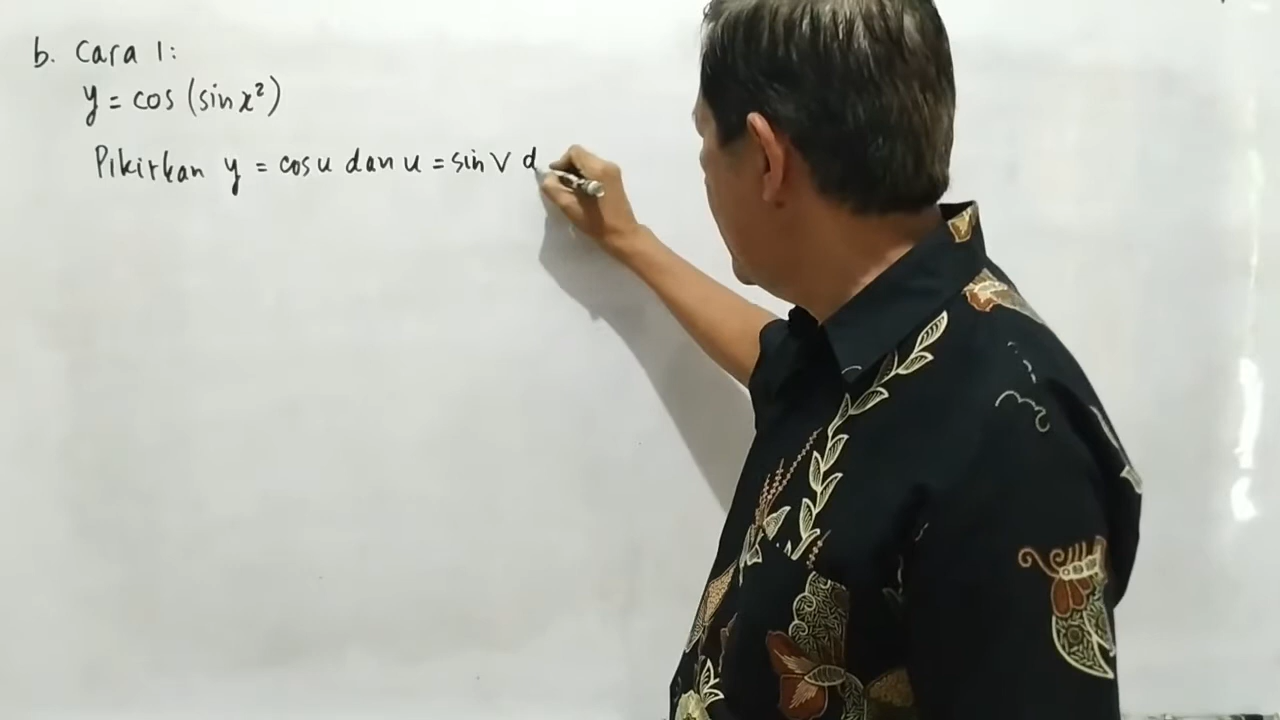 b. Cara 1:
y = cos (sin x²)
Pikirkan y = cos u dan u = sin v d